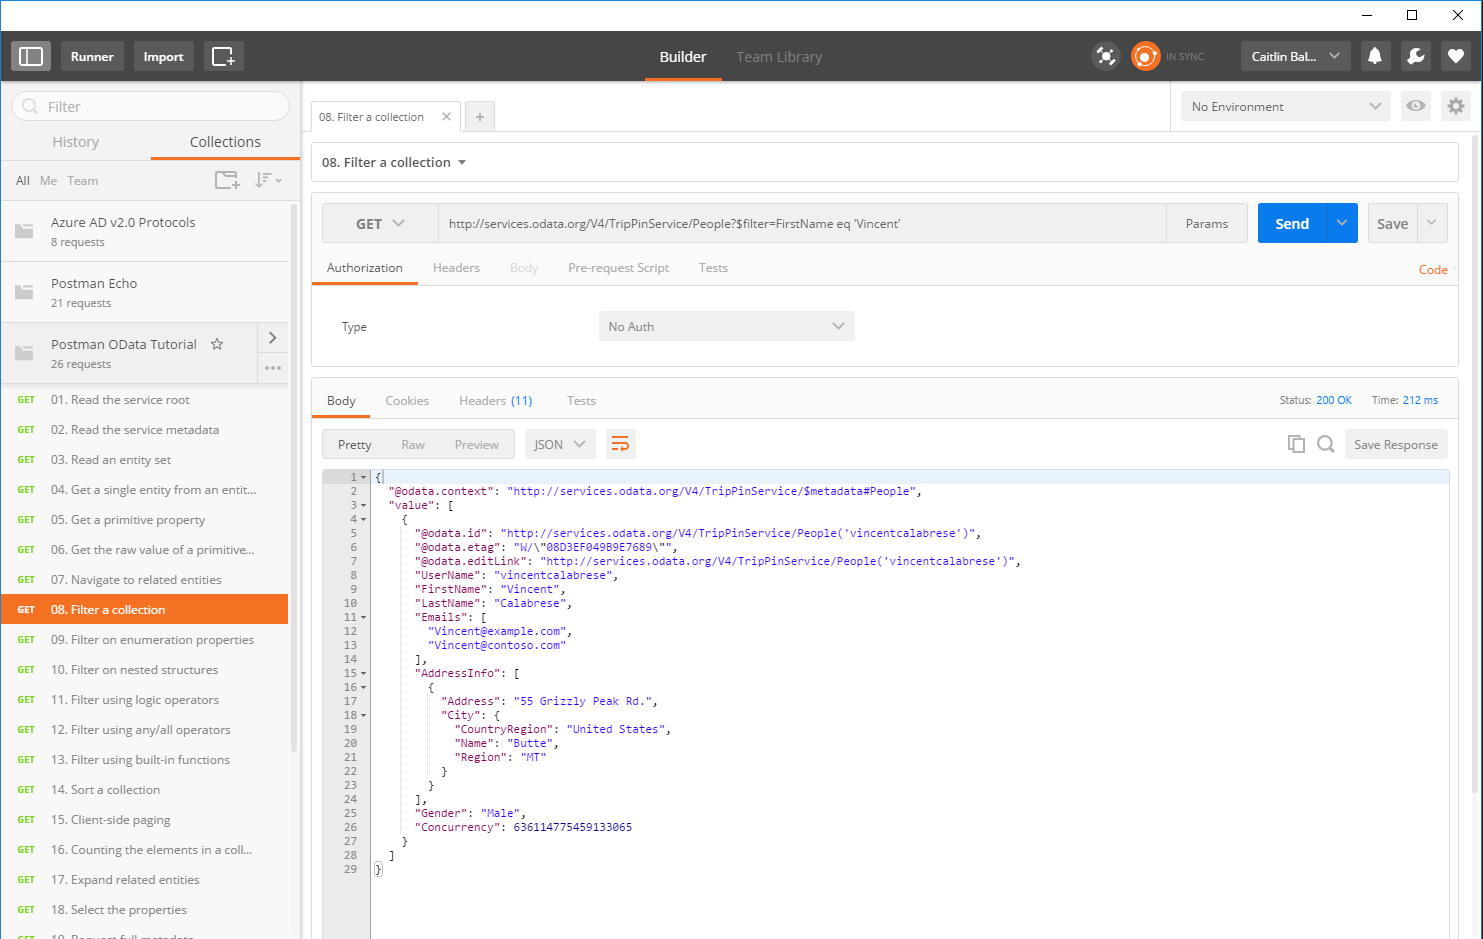 Runner
Import
Builder
Team Library
IN SYNC
Caitlin Bal...
Filter
History
Collections
All Me Team
Azure AD v2.0 Protocols
8 requests
Postman Echo
21 requests
Postman OData Tutorial
26 requests
GET 01. Read the service root
GET 02. Read the service metadata
GET 03. Read an entity set
GET 04. Get a single entity from an entit...
GET 05. Get a primitive property
GET 06. Get the raw value of a primitive...
GET 07. Navigate to related entities
GET 08. Filter a collection
GET 09. Filter on enumeration properties
GET 10. Filter on nested structures
GET 11. Filter using logic operators
GET 12. Filter using any/all operators
GET 13. Filter using built-in functions
GET 14. Sort a collection
GET 15. Client-side paging
GET 16. Counting the elements in a coll...
GET 17. Expand related entities
GET 18. Select the properties
08. Filter a collection
No Environment
08. Filter a collection
GET http://services.odata.org/V4/TripPinService/People?$filter=FirstName eq 'Vincent' Params Send Save
Authorization Headers Body Pre-request Script Tests Code
Type No Auth
Body Cookies Headers (11) Tests Status: 200 OK Time: 212 ms
Pretty Raw Preview JSON Save Response
1 {
2 "@odata.context": "http://services.odata.org/V4/TripPinService/$metadata#People",
3 "value": [
4 {
5 "@odata.id": "http://services.odata.org/V4/TripPinService/People('vincentcalabrese')",
6 "@odata.etag": "W/\"08D3EF049B9E7689\"",
7 "@odata.editLink": "http://services.odata.org/V4/TripPinService/People('vincentcalabrese')",
8 "UserName": "vincentcalabrese",
9 "FirstName": "Vincent",
10 "LastName": "Calabrese",
11 "Emails": [
12 "Vincent@example.com",
13 "Vincent@contoso.com"
14 ],
15 "AddressInfo": [
16 {
17 "Address": "55 Grizzly Peak Rd.",
18 "City": {
19 "CountryRegion": "United States",
20 "Name": "Butte",
21 "Region": "MT"
22 }
23 }
24 ],
25 "Gender": "Male",
26 "Concurrency": 636114775459133065
27 }
28 ]
29 }